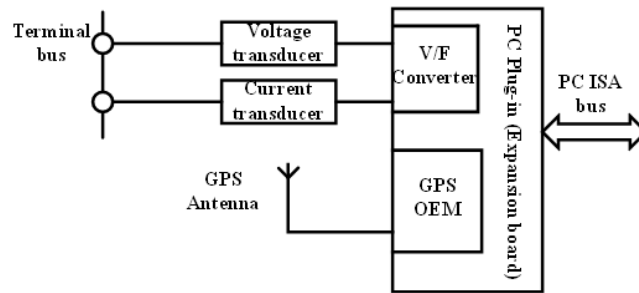 Terminal
bus
Voltage
transducer
Current
transducer
V/F
Converter
GPS
Antenna
GPS
OEM
PC Plug-in (Expansion board)
PC ISA
bus